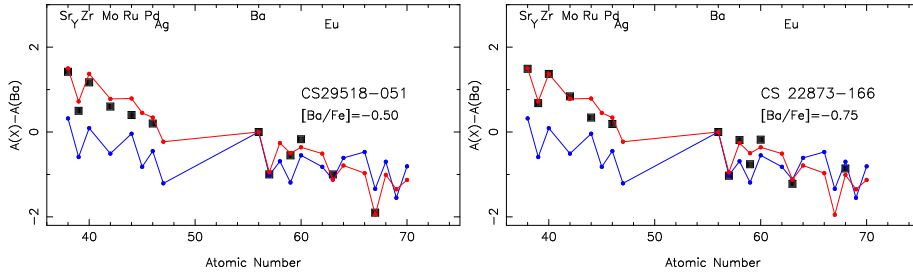 Sr Y Zr Mo Ru Pd Ag Ba Eu
2
0
−2
A(X)−A(Ba)
CS29518−051
[Ba/Fe]=−0.50
40 50 60 70
Atomic Number
Sr Y Zr Mo Ru Pd Ag Ba Eu
2
0
−2
A(X)−A(Ba)
CS 22873−166
[Ba/Fe]=−0.75
40 50 60 70
Atomic Number